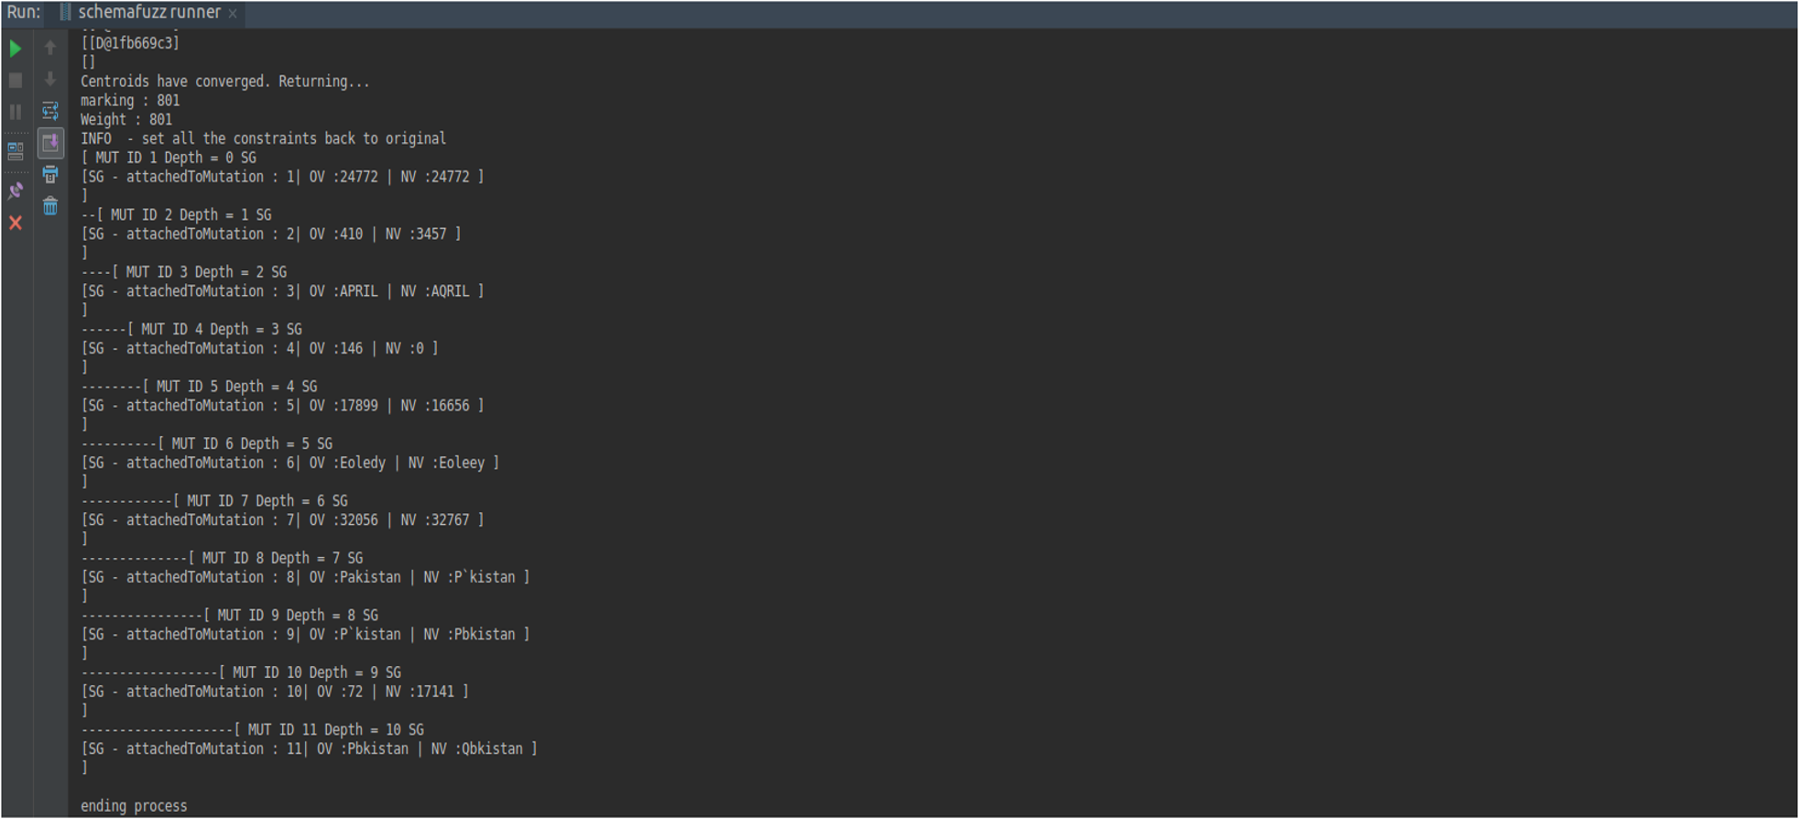 Run: schemafuzz runner
[[D@1fb669c3]
[]
Centroids have converged. Returning...
marking : 801
Weight : 801
INFO  - set all the constraints back to original
[ MUT ID 1 Depth = 0 SG
[SG - attachedToMutation : 1| OV :24772 | NV :24772 ]
]
--[ MUT ID 2 Depth = 1 SG
[SG - attachedToMutation : 2| OV :410 | NV :3457 ]
]
----[ MUT ID 3 Depth = 2 SG
[SG - attachedToMutation : 3| OV :APRIL | NV :AQRIL ]
]
------[ MUT ID 4 Depth = 3 SG
[SG - attachedToMutation : 4| OV :146 | NV :0 ]
]
--------[ MUT ID 5 Depth = 4 SG
[SG - attachedToMutation : 5| OV :17899 | NV :16656 ]
]
----------[ MUT ID 6 Depth = 5 SG
[SG - attachedToMutation : 6| OV :Eoledy | NV :Eoleey ]
]
------------[ MUT ID 7 Depth = 6 SG
[SG - attachedToMutation : 7| OV :32056 | NV :32767 ]
]
--------------[ MUT ID 8 Depth = 7 SG
[SG - attachedToMutation : 8| OV :Pakistan | NV :P`kistan ]
]
----------------[ MUT ID 9 Depth = 8 SG
[SG - attachedToMutation : 9| OV :P`kistan | NV :Pbkistan ]
]
------------------[ MUT ID 10 Depth = 9 SG
[SG - attachedToMutation : 10| OV :72 | NV :17141 ]
]
--------------------[ MUT ID 11 Depth = 10 SG
[SG - attachedToMutation : 11| OV :Pbkistan | NV :Qbkistan ]
]
ending process